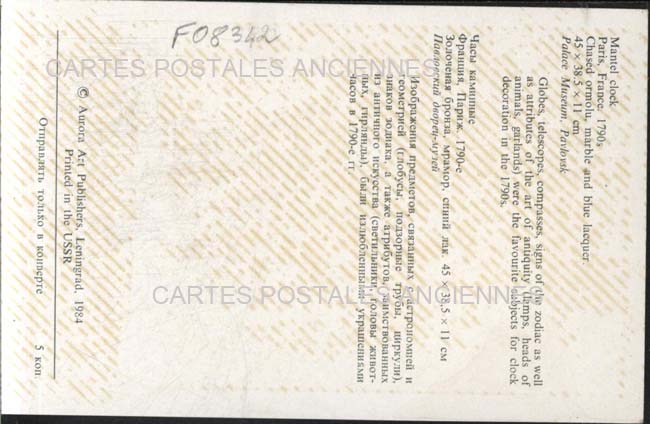 F08342
CARTES POSTALES ANCIENNES
CARTES POSTALES ANCIENNES
Mantel clock
Paris, France, 1790s
Chased ormolu, marble and blue lacquer.
45 × 38.5 × 11 cm
Palace Museum, Pavlovsk
Globes, telescopes, compasses, signs of the zodiac as well
as attributes of the art of antiquity (lamps, heads of
animals, garlands) were the favourite subjects for clock
decoration in the 1790s.
Часы каминные
Франция, Париж. 1790-е
Золоченая бронза, мрамор, синий лак. 45 × 38,5 × 11 см
Павловский дворец-музей
Изображения предметов, связанных с астрономией и
геометрией (глобусы, подзорные трубы, циркули),
знаков зодиака, а также атрибутов, заимствованных
из античного искусства (светильники, головы живот-
ных, гирлянды), были излюбленными украшениями
часов в 1790-е гг.
© Aurora Art Publishers, Leningrad, 1984
Printed in the USSR
Отправлять только в конверте
5 коп.